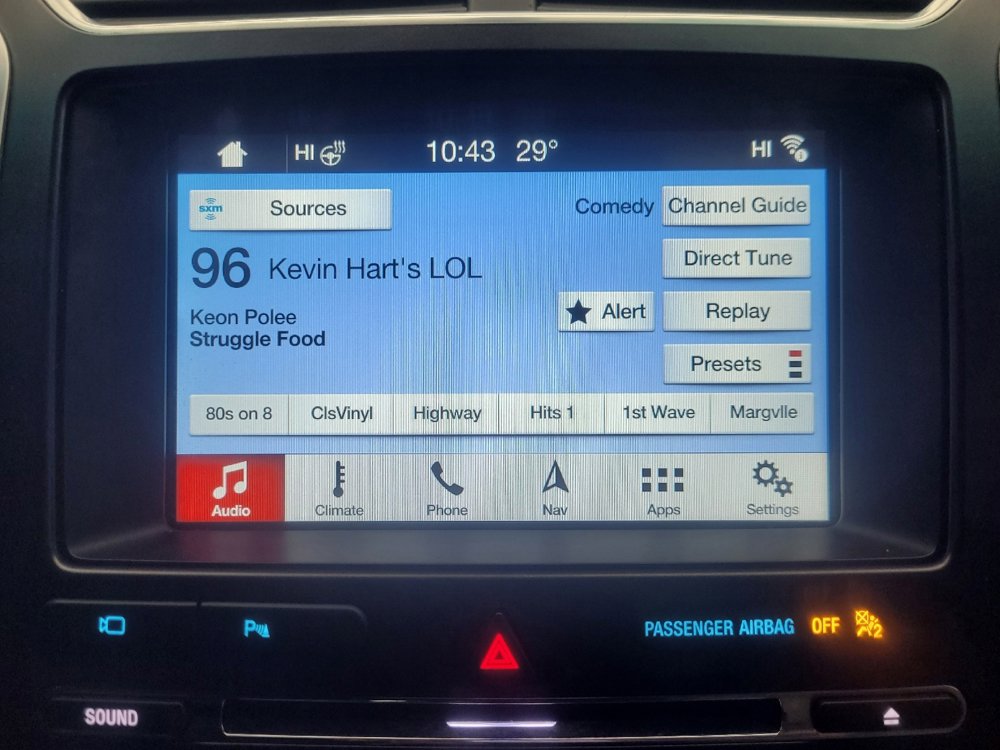 HI 10:43 29° HI
sxm Sources
Comedy
Channel Guide
96 Kevin Hart's LOL
Direct Tune
Keon Polee
Struggle Food
Alert
Replay
Presets
80s on 8 ClsVinyl Highway Hits 1 1st Wave Margvlle
Audio Climate Phone Nav Apps Settings
P
PASSENGER AIRBAG OFF 2
SOUND